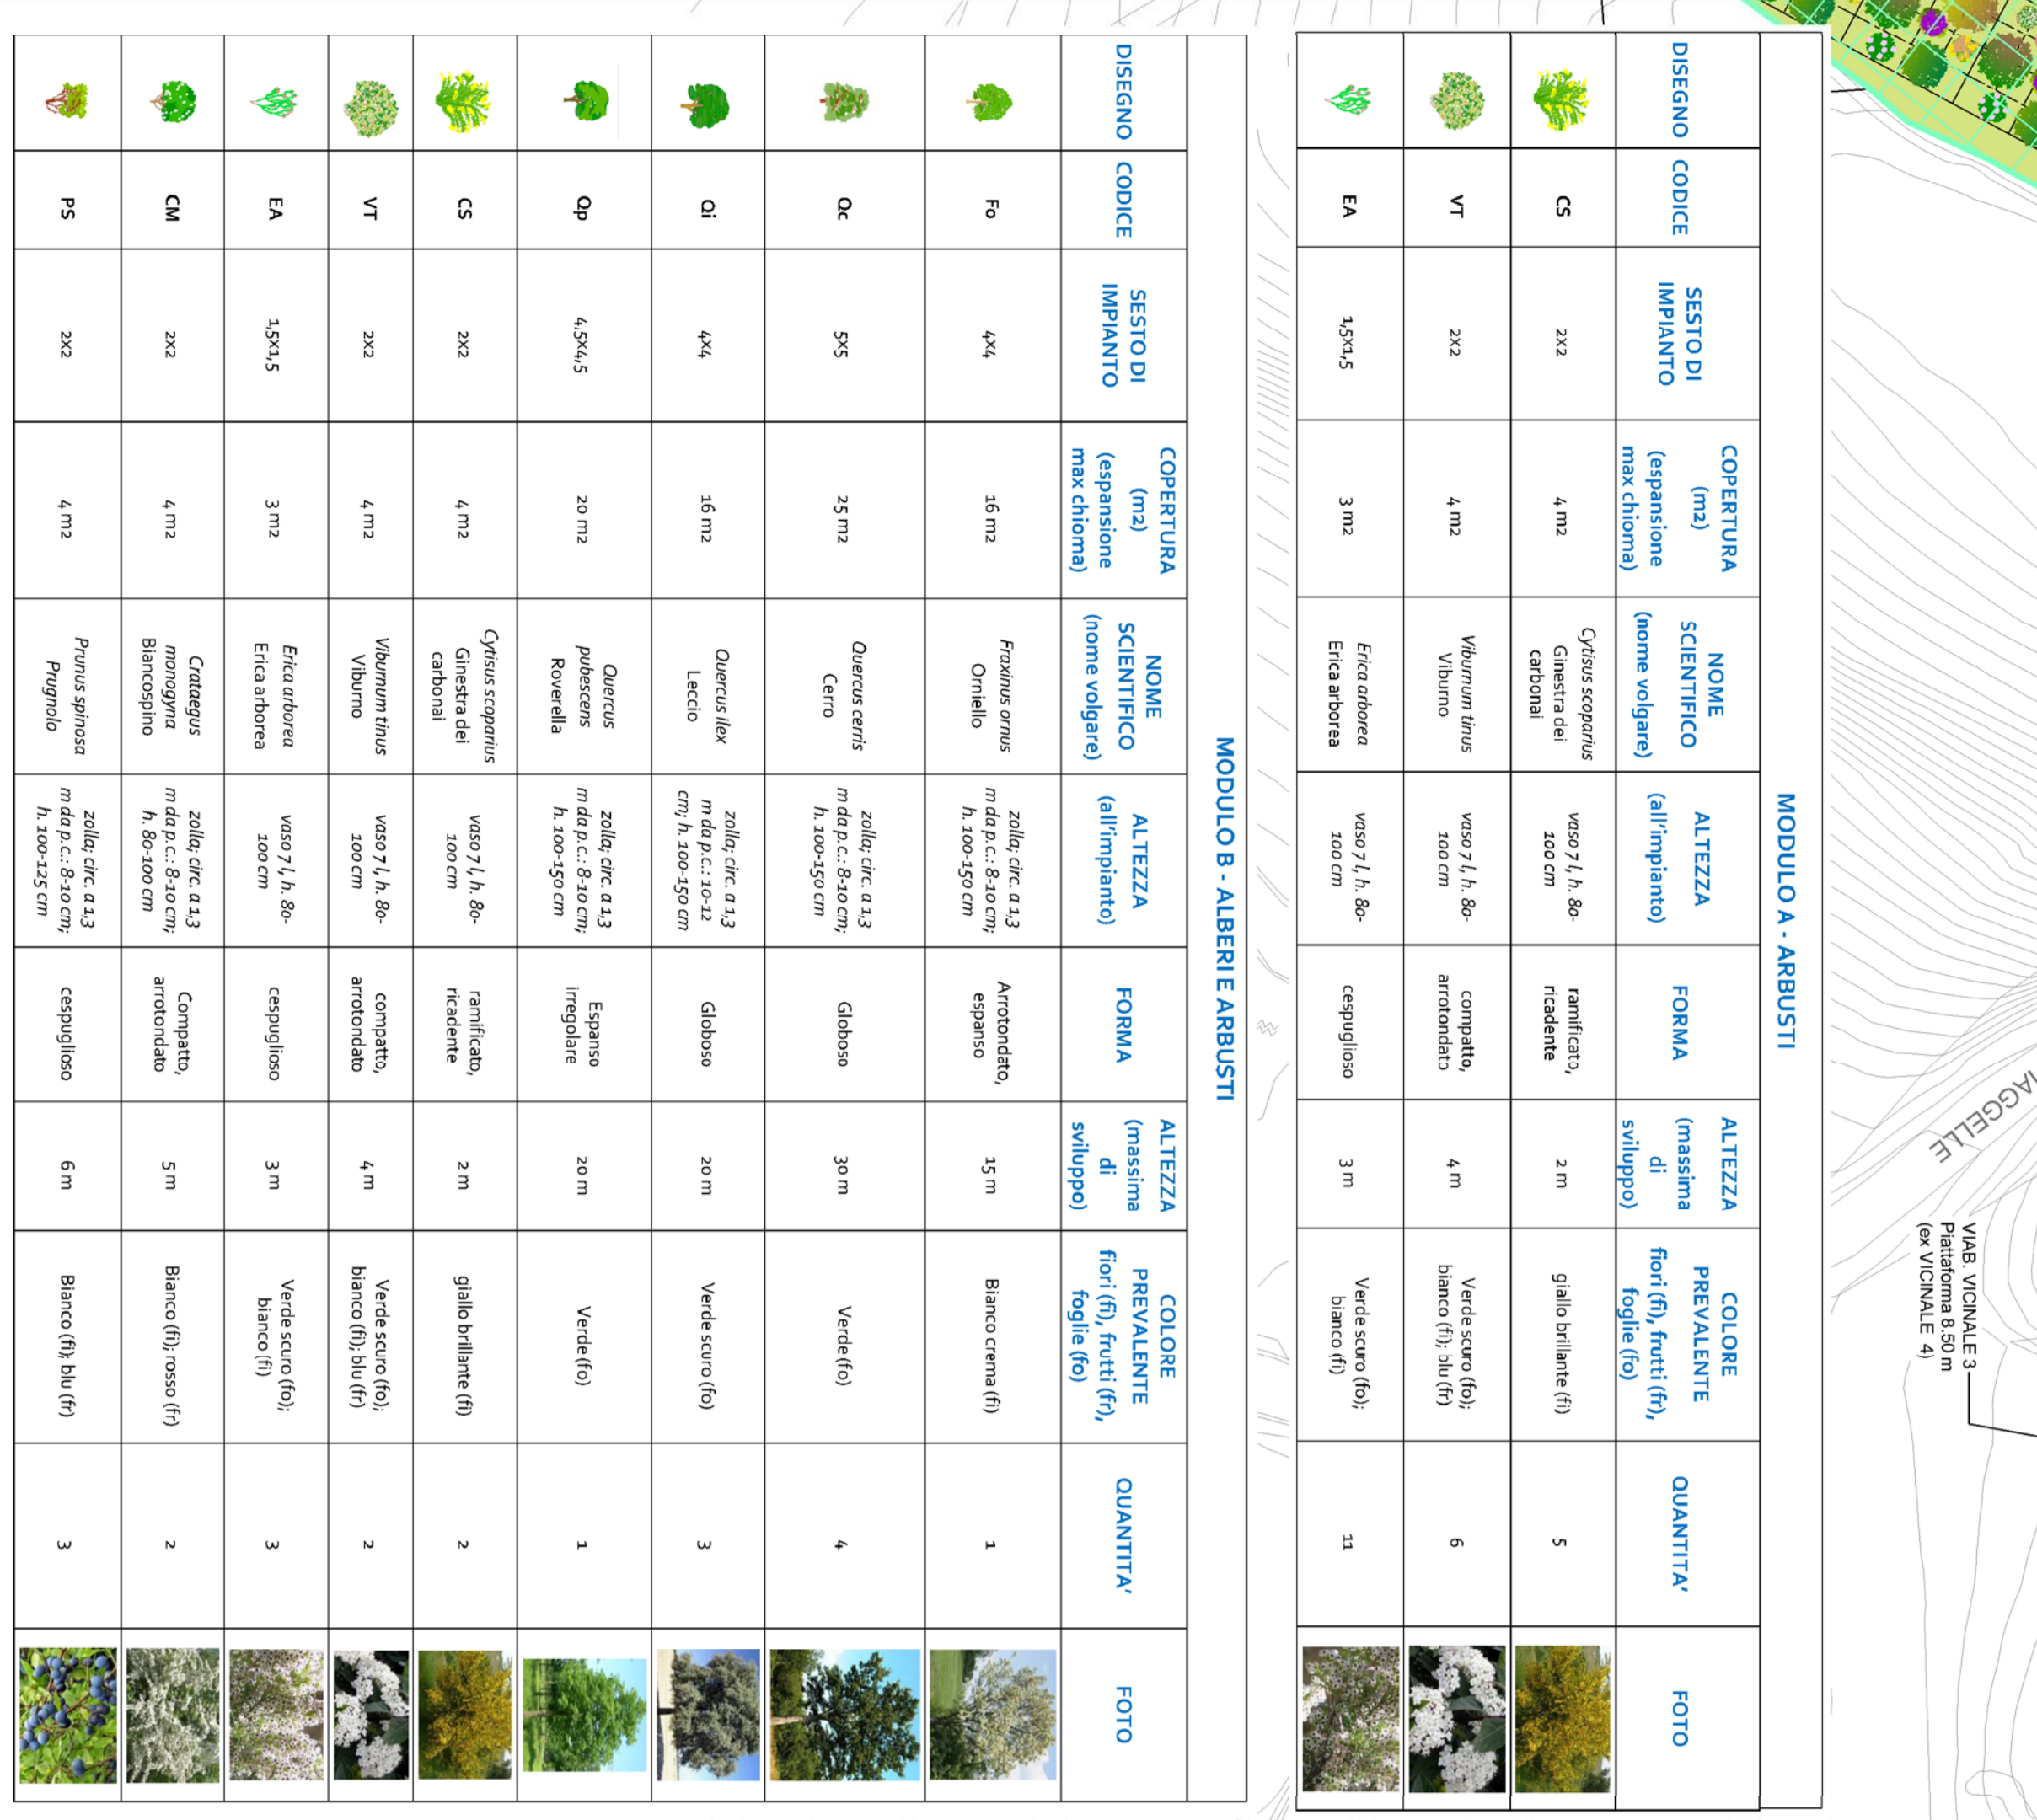 MODULO A - ARBUSTI
DISEGNO
CODICE
SESTO DI
IMPIANTO
COPERTURA
(m2)
(espansione
max chioma)
NOME
SCIENTIFICO
(nome volgare)
ALTEZZA
(all'impianto)
FORMA
ALTEZZA
(massima
di
sviluppo)
COLORE
PREVALENTE
fiori (fi), frutti (fr),
foglie (fo)
QUANTITA'
FOTO
CS
2X2
4 m2
Cytisus scoparius
Ginestra dei
carbonai
vaso 7 l, h. 80-
100 cm
ramificato,
ricadente
2 m
giallo brillante (fi)
5
VT
2X2
4 m2
Viburnum tinus
Viburno
vaso 7 l, h. 80-
100 cm
compatto,
arrotondato
4 m
Verde scuro (fo);
bianco (fi); blu (fr)
6
EA
1,5X1,5
3 m2
Erica arborea
Erica arborea
vaso 7 l, h. 80-
100 cm
cespuglioso
3 m
Verde scuro (fo);
bianco (fi)
11
MODULO B - ALBERI E ARBUSTI
DISEGNO
CODICE
SESTO DI
IMPIANTO
COPERTURA
(m2)
(espansione
max chioma)
NOME
SCIENTIFICO
(nome volgare)
ALTEZZA
(all'impianto)
FORMA
ALTEZZA
(massima
di
sviluppo)
COLORE
PREVALENTE
fiori (fi), frutti (fr),
foglie (fo)
QUANTITA'
FOTO
Fo
4X4
16 m2
Fraxinus ornus
Orniello
zolla; circ. a 1,3
m da p.c.: 8-10 cm;
h. 100-150 cm
Arrotondato,
espanso
15 m
Bianco crema (fi)
1
Qc
5X5
25 m2
Quercus cerris
Cerro
zolla; circ. a 1,3
m da p.c.: 8-10 cm;
h. 100-150 cm
Globoso
30 m
Verde (fo)
4
Qi
4X4
16 m2
Quercus ilex
Leccio
zolla; circ. a 1,3
m da p.c.: 10-12
cm; h. 100-150 cm
Globoso
20 m
Verde scuro (fo)
3
Qp
4,5X4,5
20 m2
Quercus
pubescens
Roverella
zolla; circ. a 1,3
m da p.c.: 8-10 cm;
h. 100-150 cm
Espanso
irregolare
20 m
Verde (fo)
1
CS
2X2
4 m2
Cytisus scoparius
Ginestra dei
carbonai
vaso 7 l, h. 80-
100 cm
ramificato,
ricadente
2 m
giallo brillante (fi)
2
VT
2X2
4 m2
Viburnum tinus
Viburno
vaso 7 l, h. 80-
100 cm
compatto,
arrotondato
4 m
Verde scuro (fo);
bianco (fi); blu (fr)
2
EA
1,5X1,5
3 m2
Erica arborea
Erica arborea
vaso 7 l, h. 80-
100 cm
cespuglioso
3 m
Verde scuro (fo);
bianco (fi)
3
CM
2X2
4 m2
Crataegus
monogyna
Biancospino
zolla; circ. a 1,3
m da p.c.: 8-10 cm;
h. 80-100 cm
Compatto,
arrotondato
5 m
Bianco (fi); rosso (fr)
2
PS
2X2
4 m2
Prunus spinosa
Prugnolo
zolla; circ. a 1,3
m da p.c.: 8-10 cm;
h. 100-125 cm
cespuglioso
6 m
Bianco (fi); blu (fr)
3
VIAB. VICINALE 3
Piattaforma 8.50 m
(ex VICINALE 4)